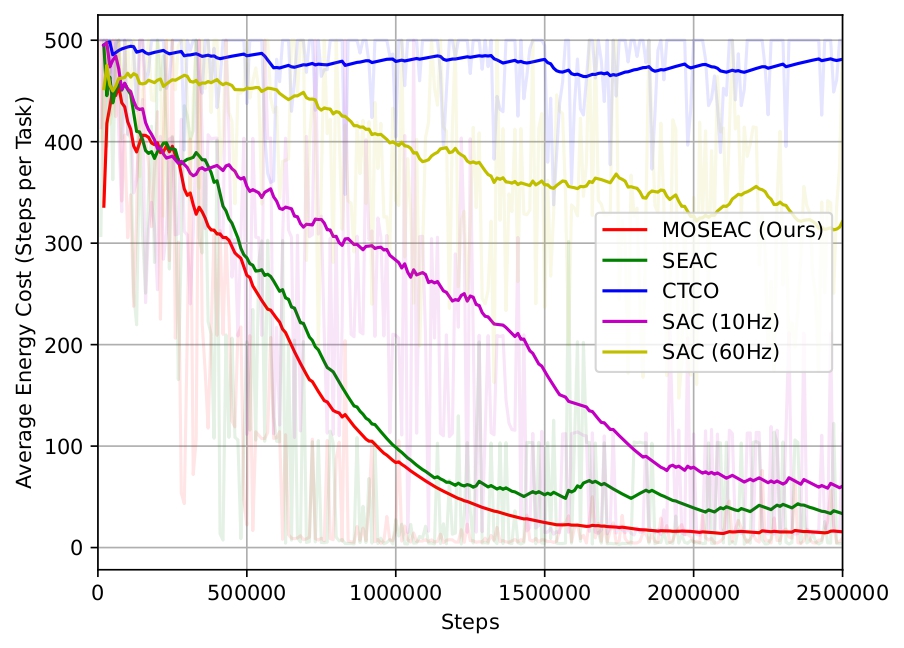 Average Energy Cost (Steps per Task)
500
400
300
200
100
0
MOSEAC (Ours)
SEAC
CTCO
SAC (10Hz)
SAC (60Hz)
0 500000 1000000 1500000 2000000 2500000
Steps